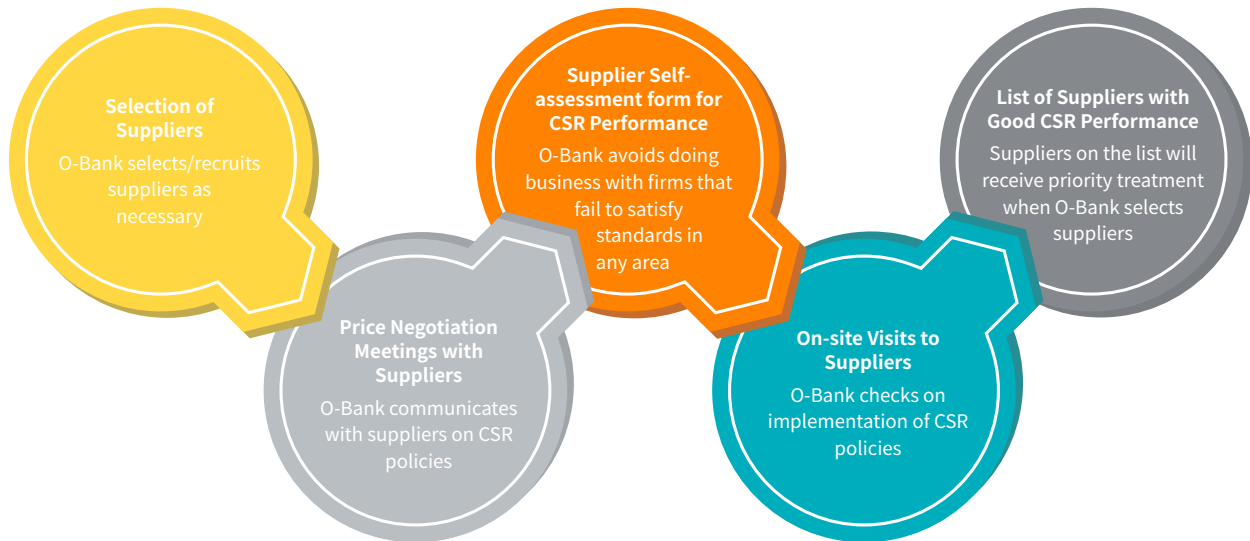 Selection of
Suppliers
O-Bank selects/recruits
suppliers as
necessary
Price Negotiation
Meetings with
Suppliers
O-Bank communicates
with suppliers on CSR
policies
Supplier Self-
assessment form for
CSR Performance
O-Bank avoids doing
business with firms that
fail to satisfy
standards in
any area
On-site Visits to
Suppliers
O-Bank checks on
implementation of CSR
policies
List of Suppliers with
Good CSR Performance
Suppliers on the list will
receive priority treatment
when O-Bank selects
suppliers